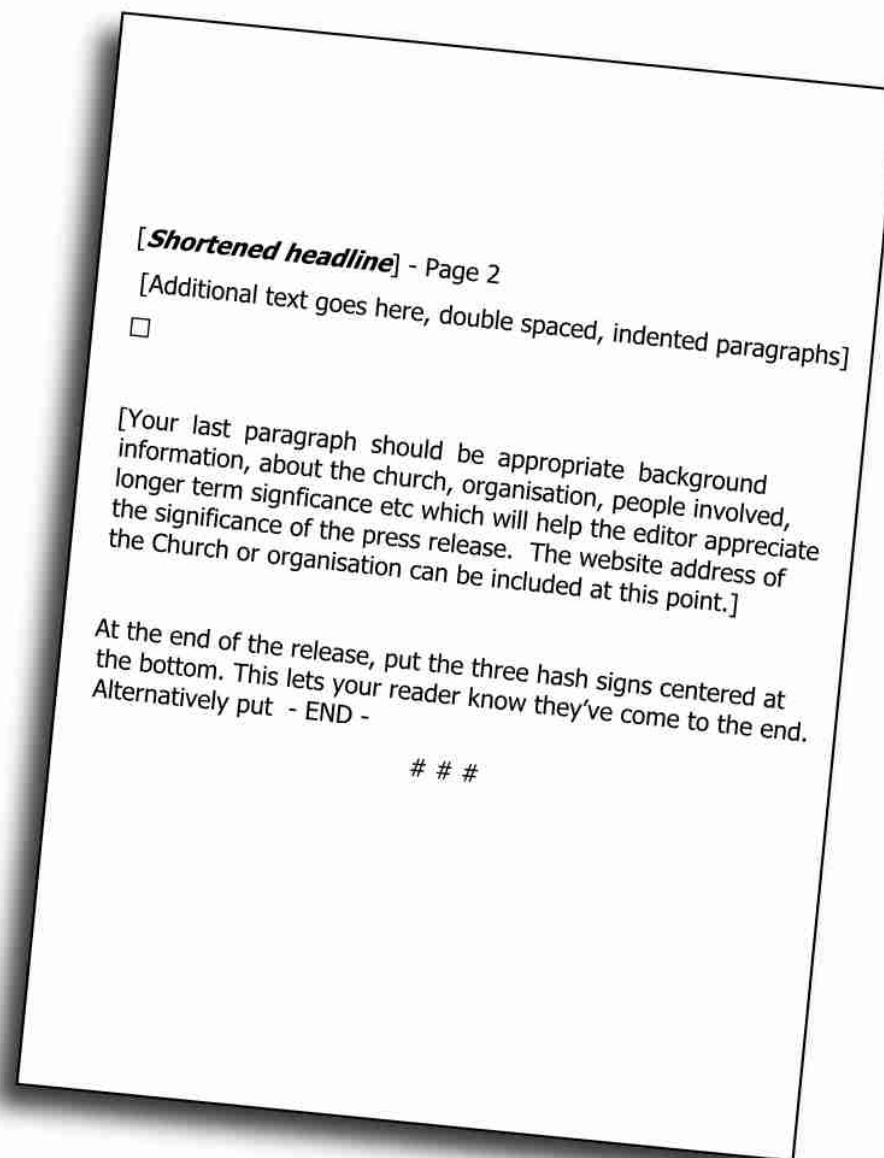 [Shortened headline] - Page 2
[Additional text goes here, double spaced, indented paragraphs]
□
[Your last paragraph should be appropriate background
information, about the church, organisation, people involved,
longer term signficance etc which will help the editor appreciate
the significance of the press release. The website address of
the Church or organisation can be included at this point.]
At the end of the release, put the three hash signs centered at
the bottom. This lets your reader know they've come to the end.
Alternatively put - END -
# # #